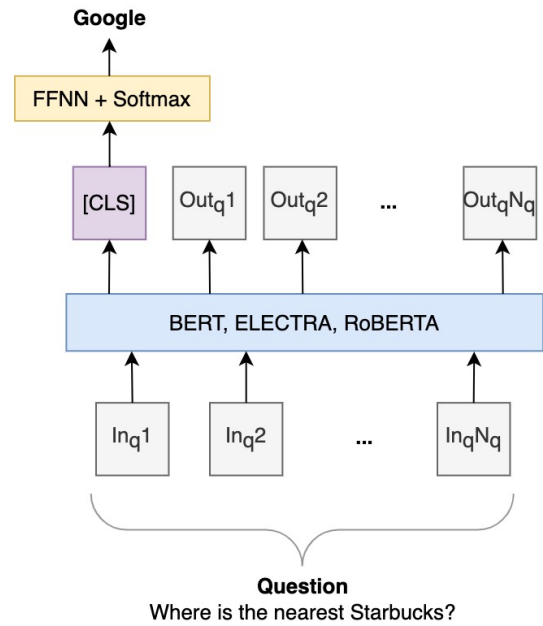 Google
FFNN + Softmax
[CLS] Outq1 Outq2 ... OutqNq
BERT, ELECTRA, RoBERTA
Inq1 Inq2 ... InqNq
Question
Where is the nearest Starbucks?